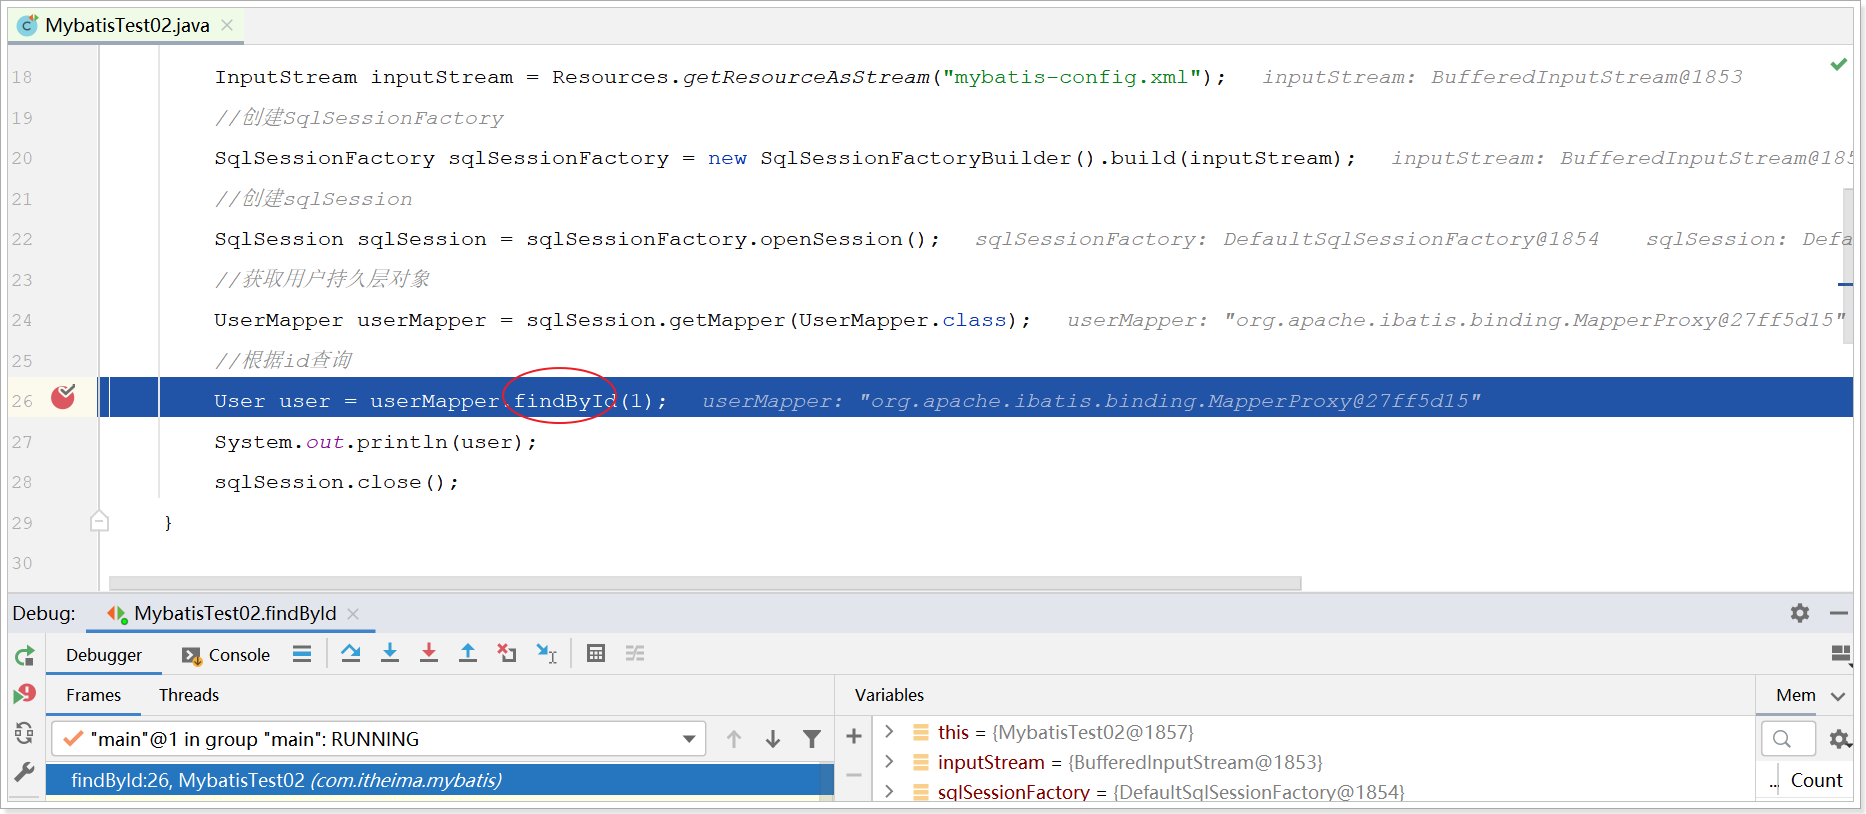 MybatisTest02.java
18 InputStream inputStream = Resources.getResourceAsStream("mybatis-config.xml"); inputStream: BufferedInputStream@1853
19 //创建SqlSessionFactory
20 SqlSessionFactory sqlSessionFactory = new SqlSessionFactoryBuilder().build(inputStream); inputStream: BufferedInputStream@185
21 //创建sqlSession
22 SqlSession sqlSession = sqlSessionFactory.openSession(); sqlSessionFactory: DefaultSqlSessionFactory@1854 sqlSession: Defa
23 //获取用户持久层对象
24 UserMapper userMapper = sqlSession.getMapper(UserMapper.class); userMapper: "org.apache.ibatis.binding.MapperProxy@27ff5d15"
25 //根据id查询
26 User user = userMapper.findById(1); userMapper: "org.apache.ibatis.binding.MapperProxy@27ff5d15"
27 System.out.println(user);
28 sqlSession.close();
29 }
30
Debug: MybatisTest02.findById
Debugger Console
Frames Threads Variables Mem
"main"@1 in group "main": RUNNING
this = {MybatisTest02@1857}
inputStream = {BufferedInputStream@1853}
findById:26, MybatisTest02 (com.itheima.mybatis)
sqlSessionFactory = {DefaultSqlSessionFactory@1854}
... Count